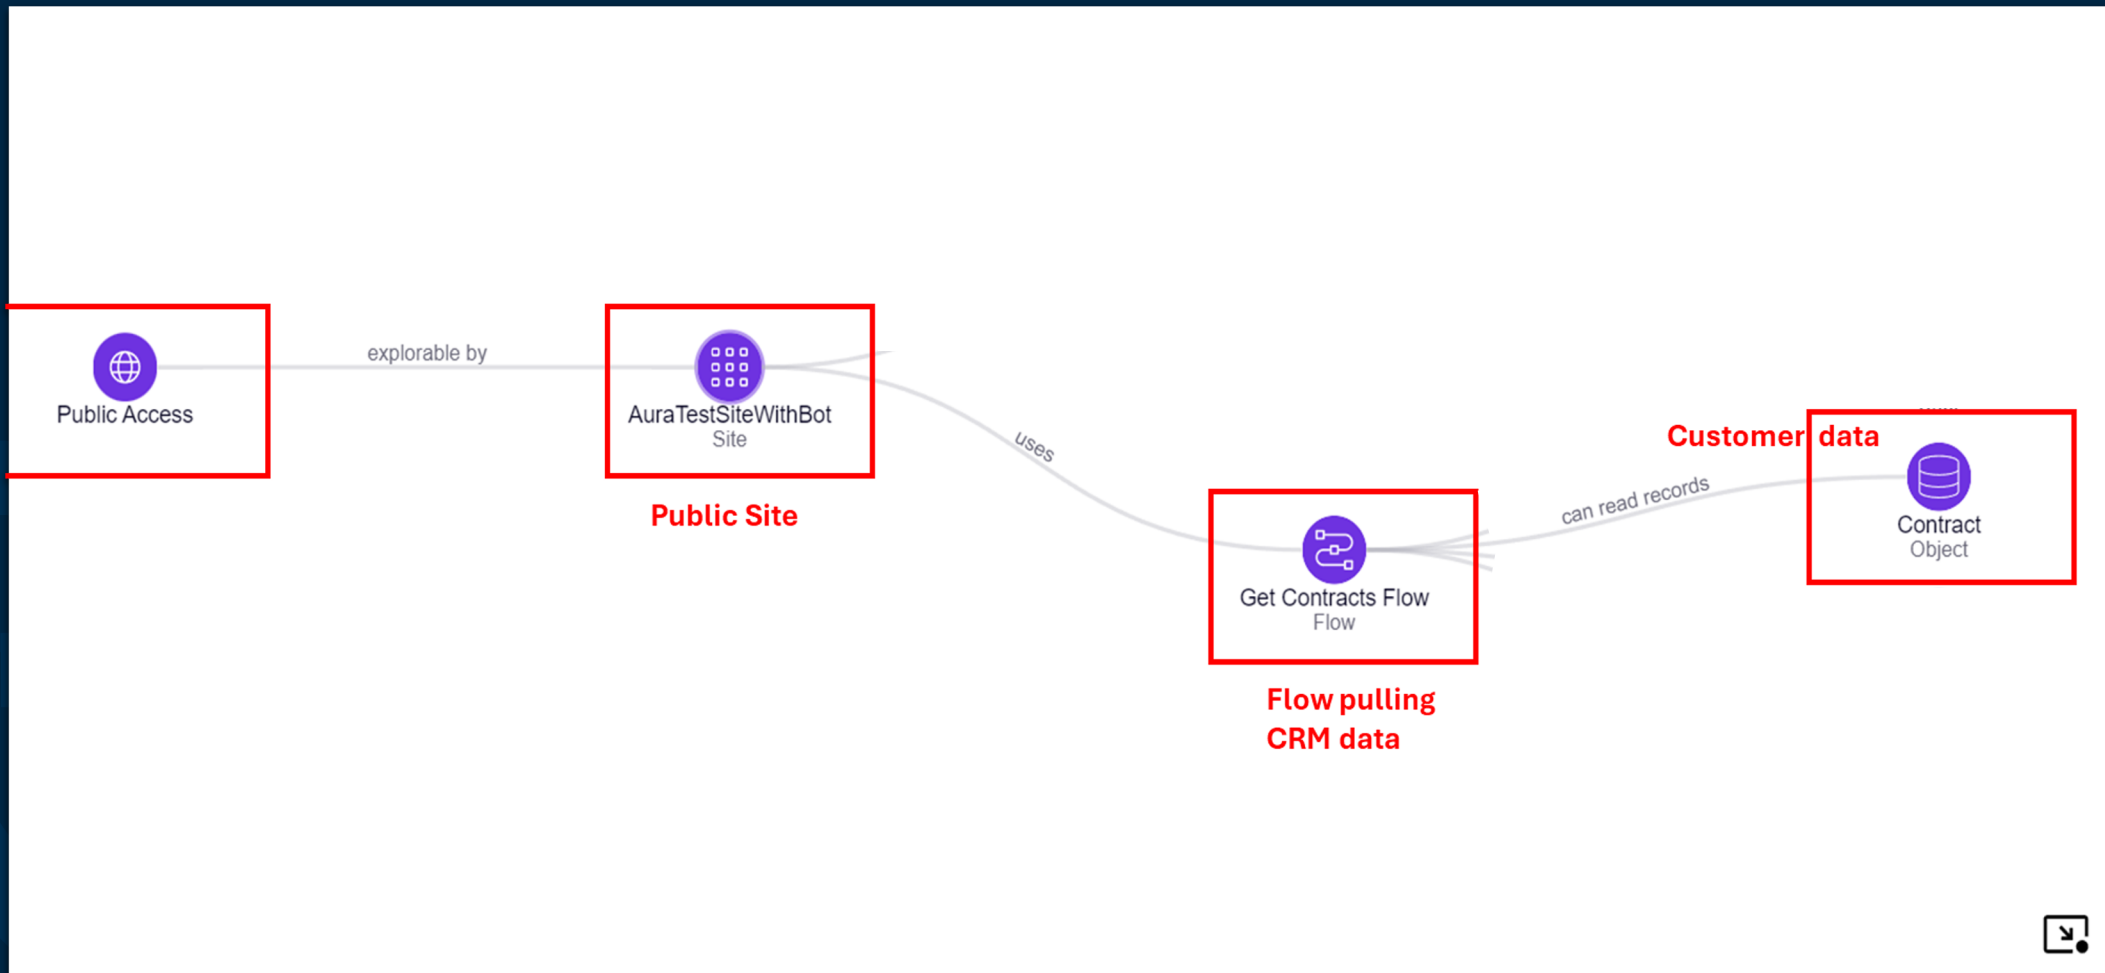 Public Access
explorable by
AuraTestSiteWithBot
Site
Public Site
uses
Get Contracts Flow
Flow
Flow pulling
CRM data
can read records
Customer data
Contract
Object